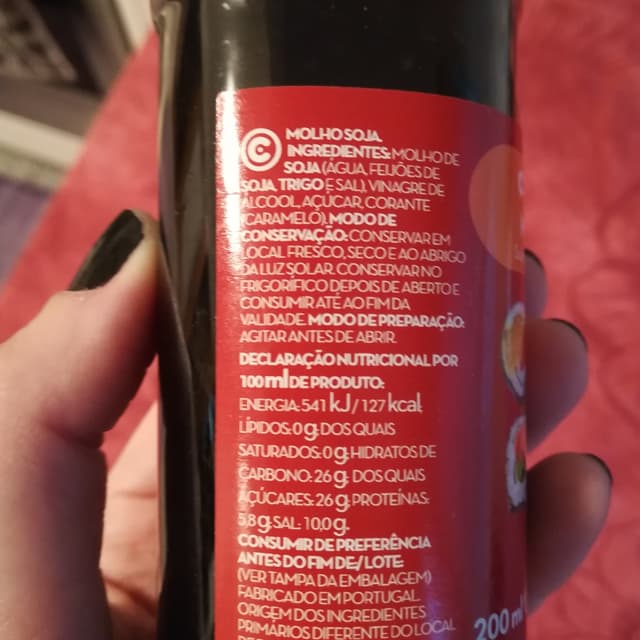 MOLHO SOJA.
INGREDIENTES: MOLHO DE
SOJA (ÁGUA, FEIJÕES DE
SOJA, TRIGO E SAL), VINAGRE DE
ÁLCOOL, AÇÚCAR, CORANTE
(CARAMELO). MODO DE
CONSERVAÇÃO: CONSERVAR EM
LOCAL FRESCO, SECO E AO ABRIGO
DA LUZ SOLAR. CONSERVAR NO
FRIGORÍFICO DEPOIS DE ABERTO E
CONSUMIR ATÉ AO FIM DA
VALIDADE. MODO DE PREPARAÇÃO:
AGITAR ANTES DE ABRIR.
DECLARAÇÃO NUTRICIONAL POR
100ml DE PRODUTO:
ENERGIA: 541 kJ / 127 kcal;
LÍPIDOS: 0 g; DOS QUAIS
SATURADOS: 0 g; HIDRATOS DE
CARBONO: 26 g; DOS QUAIS
AÇÚCARES: 26 g; PROTEÍNAS:
5,8 g; SAL: 10,0 g.
CONSUMIR DE PREFERÊNCIA
ANTES DO FIM DE/ LOTE:
(VER TAMPA DA EMBALAGEM)
FABRICADO EM PORTUGAL
ORIGEM DOS INGREDIENTES
PRIMÁRIOS DIFERENTE DO LOCAL
200 ml